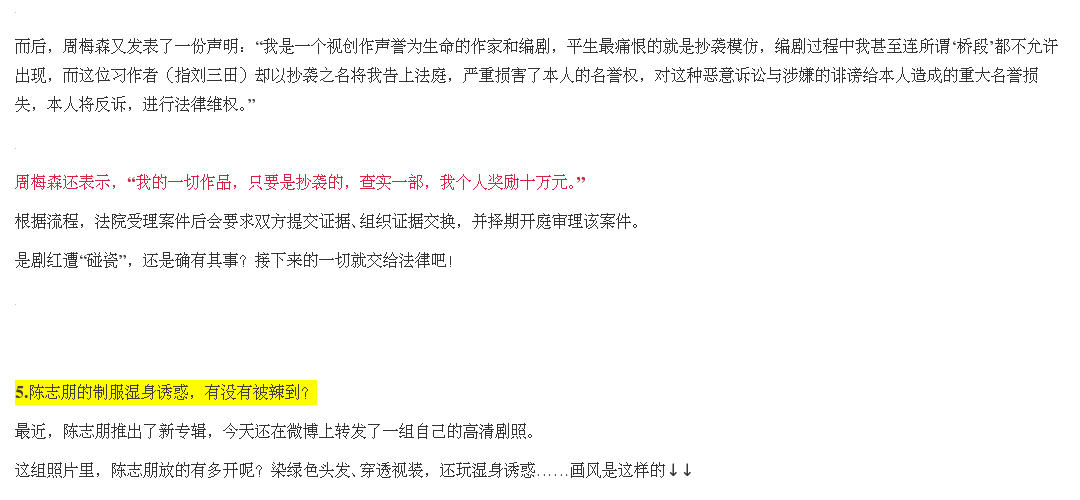 而后，周梅森又发表了一份声明：“我是一个视创作声誉为生命的作家和编剧，平生最痛恨的就是抄袭模仿，编剧过程中我甚至连所谓‘桥段’都不允许
出现，而这位习作者（指刘三田）却以抄袭之名将我告上法庭，严重损害了本人的名誉权，对这种恶意诉讼与涉嫌的诽谤给本人造成的重大名誉损
失，本人将反诉，进行法律维权。”
周梅森还表示，“我的一切作品，只要是抄袭的，查实一部，我个人奖励十万元。”
根据流程，法院受理案件后会要求双方提交证据、组织证据交换，并择期开庭审理该案件。
是剧红遭“碰瓷”，还是确有其事？接下来的一切就交给法律吧！
5.陈志朋的制服湿身诱惑，有没有被辣到？
最近，陈志朋推出了新专辑，今天还在微博上转发了一组自己的高清剧照。
这组照片里，陈志朋放的有多开呢？染绿色头发、穿透视装，还玩湿身诱惑……画风是这样的↓↓